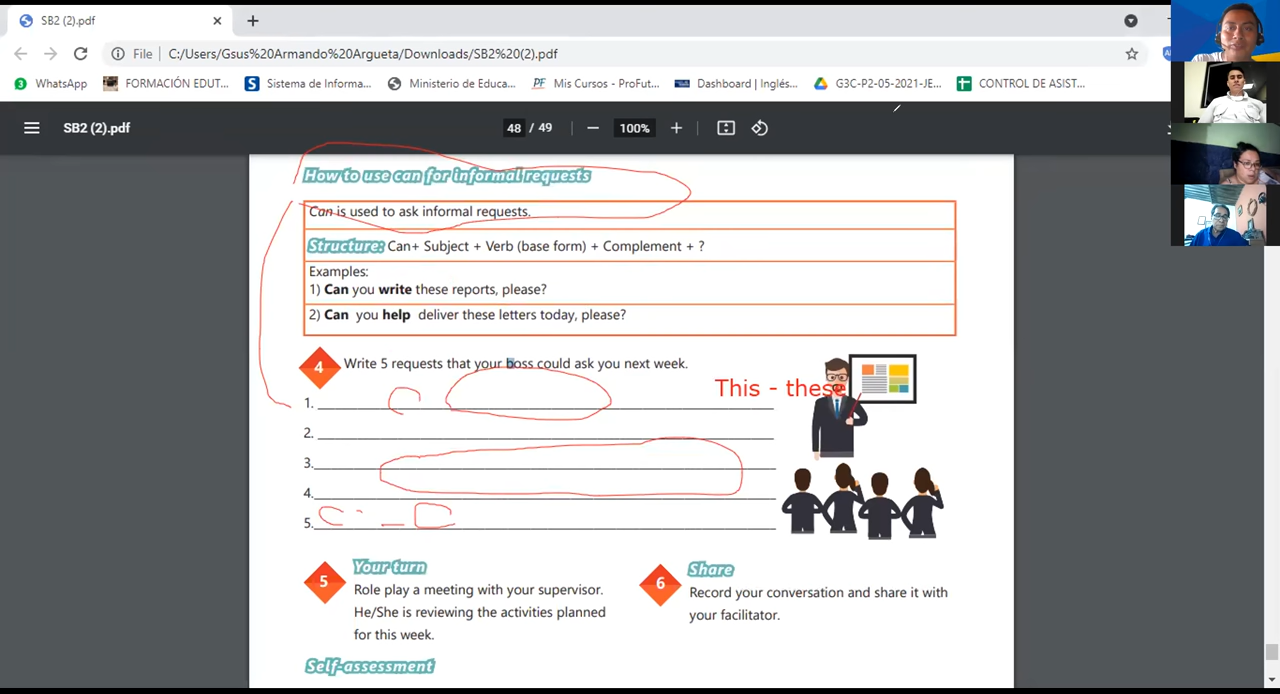 SB2 (2).pdf
File C:/Users/Gsus%20Armando%20Argueta/Downloads/SB2%20(2).pdf
WhatsApp FORMACIÓN EDUT... Sistema de Informa... Ministerio de Educa... Mis Cursos - ProFut... Dashboard | Inglés... G3C-P2-05-2021-JE... CONTROL DE ASIST...
SB2 (2).pdf 48 / 49 100%
How to use can for informal requests
Can is used to ask informal requests.
Structure: Can+ Subject + Verb (base form) + Complement + ?
Examples:
1) Can you write these reports, please?
2) Can you help deliver these letters today, please?
4 Write 5 requests that your boss could ask you next week.
This - these
1.
2.
3.
4.
5.
5 Your turn
Role play a meeting with your supervisor.
He/She is reviewing the activities planned
for this week.
6 Share
Record your conversation and share it with
your facilitator.
Self-assessment